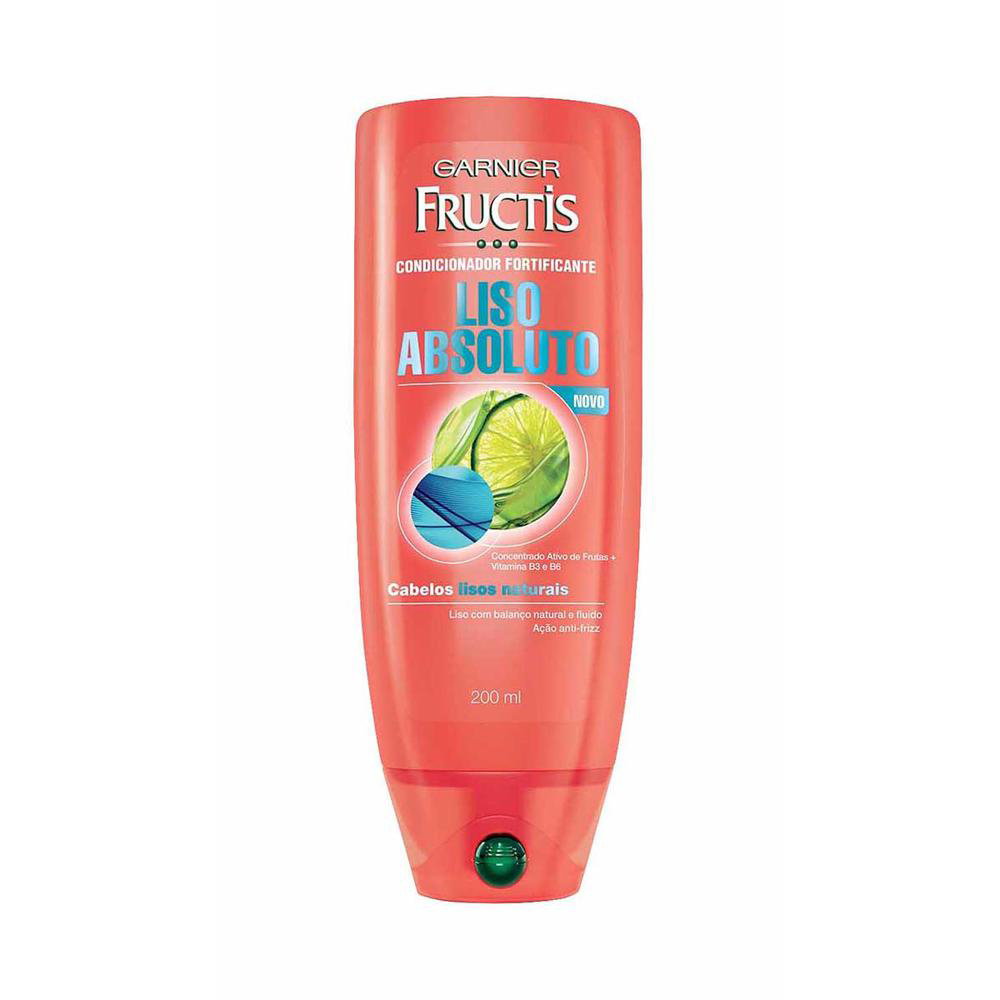 GARNIER
FRUCTIS
CONDICIONADOR FORTIFICANTE
LISO
ABSOLUTO
NOVO
Concentrado Ativo de Frutas +
Vitamina B3 e B6
Cabelos lisos naturais
Liso com balanço natural e fluido
Ação anti-frizz
200 ml